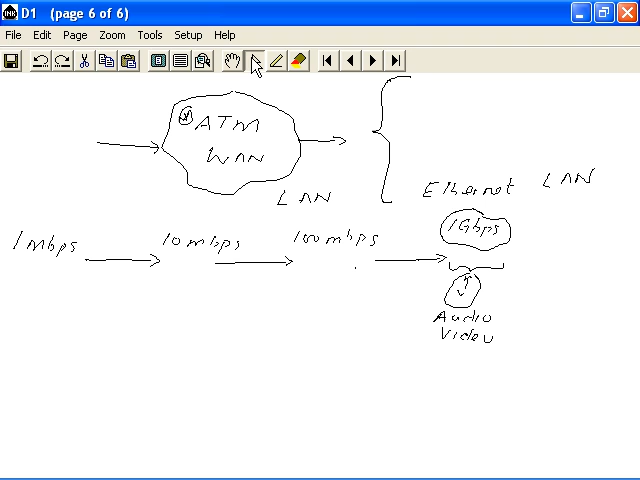 D1 (page 6 of 6)
File Edit Page Zoom Tools Setup Help
ATM
WAN
LAN
Ethernet LAN
1Mbps 10mbps 100mbps 1Gbps
Audio
Video